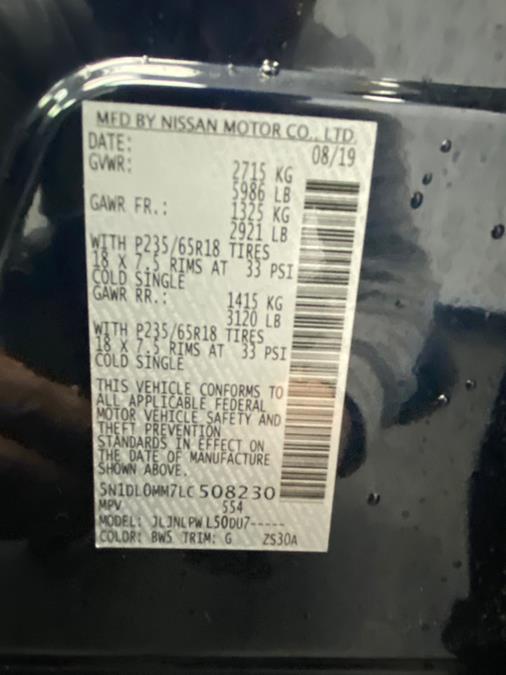 MFD BY NISSAN MOTOR CO., LTD.
DATE: 08/19
GVWR: 2715 KG
5986 LB
GAWR FR.: 1325 KG
2921 LB
WITH P235/65R18 TIRES
18 X 7.5 RIMS AT 33 PSI
COLD SINGLE
GAWR RR.: 1415 KG
3120 LB
WITH P235/65R18 TIRES
18 X 7.5 RIMS AT 33 PSI
COLD SINGLE
THIS VEHICLE CONFORMS TO
ALL APPLICABLE FEDERAL
MOTOR VEHICLE SAFETY AND
THEFT PREVENTION
STANDARDS IN EFFECT ON
THE DATE OF MANUFACTURE
SHOWN ABOVE.
5N1DL0MM7LC508230
MPV 554
MODEL: JLJNLPWL50DU7-----
COLOR: BW5 TRIM: G ZS30A